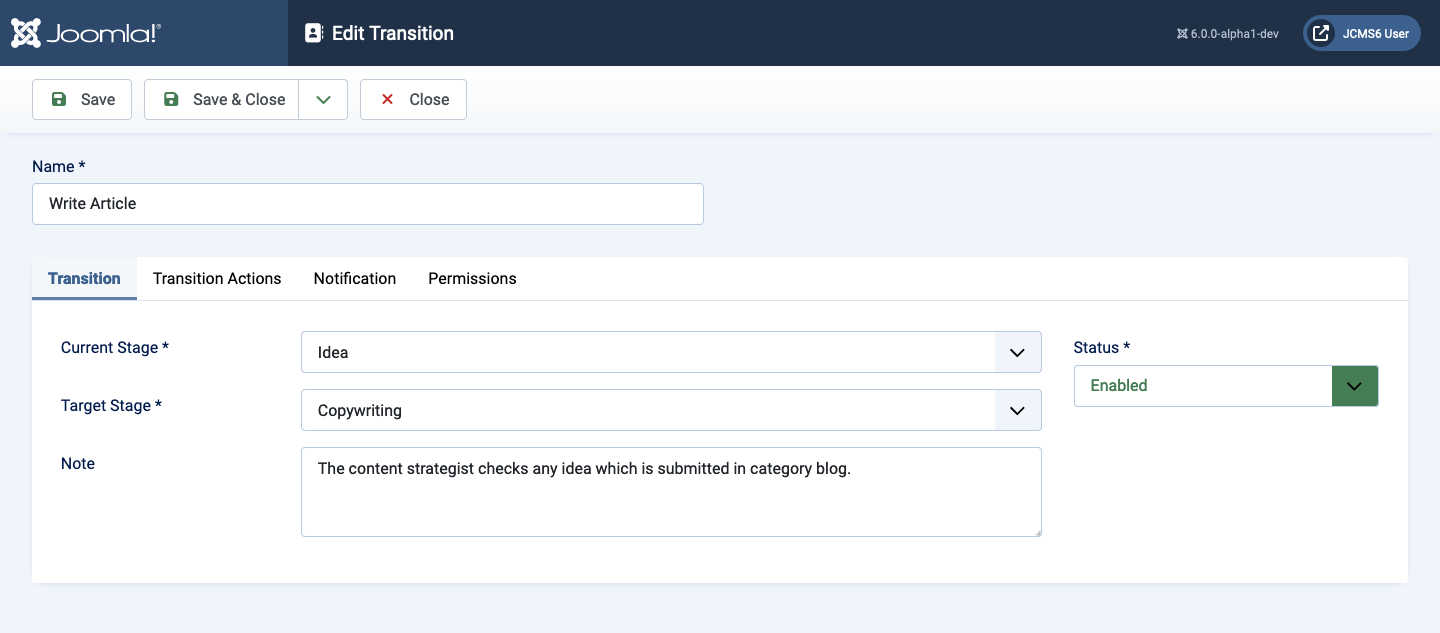 Joomla!®
Edit Transition
6.0.0-alpha1-dev
JCMS6 User
Save
Save & Close
Close
Name *
Write Article
Transition
Transition Actions
Notification
Permissions
Current Stage *
Idea
Status *
Enabled
Target Stage *
Copywriting
Note
The content strategist checks any idea which is submitted in category blog.